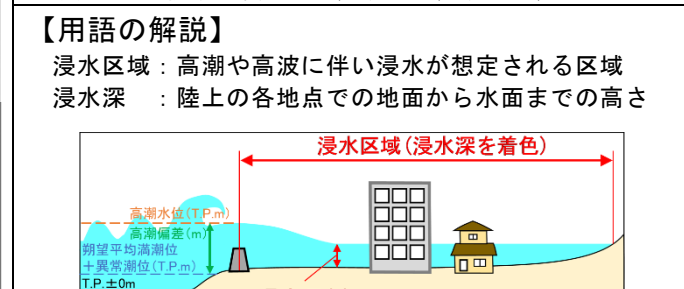 【用語の解説】
浸水区域：高潮や高波に伴い浸水が想定される区域
浸水深　：陸上の各地点での地面から水面までの高さ
浸水区域(浸水深を着色)
高潮水位(T.P.m)
高潮偏差(m)
朔望平均満潮位
＋異常潮位(T.P.m)
T.P.±0m